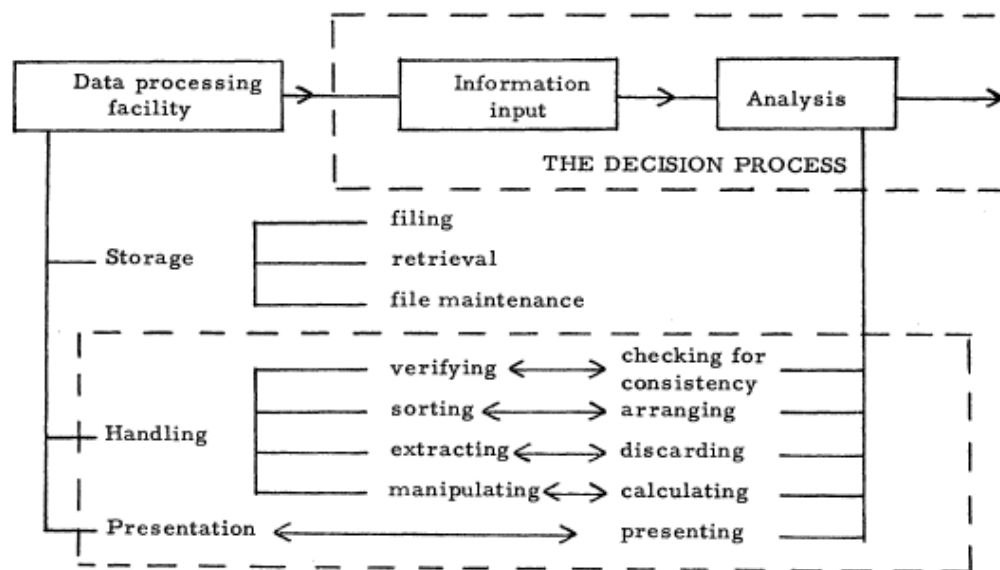 Data processing
facility
Information
input
Analysis
THE DECISION PROCESS
filing
Storage
retrieval
file maintenance
verifying
checking for
consistency
sorting
arranging
Handling
extracting
discarding
manipulating
calculating
Presentation
presenting